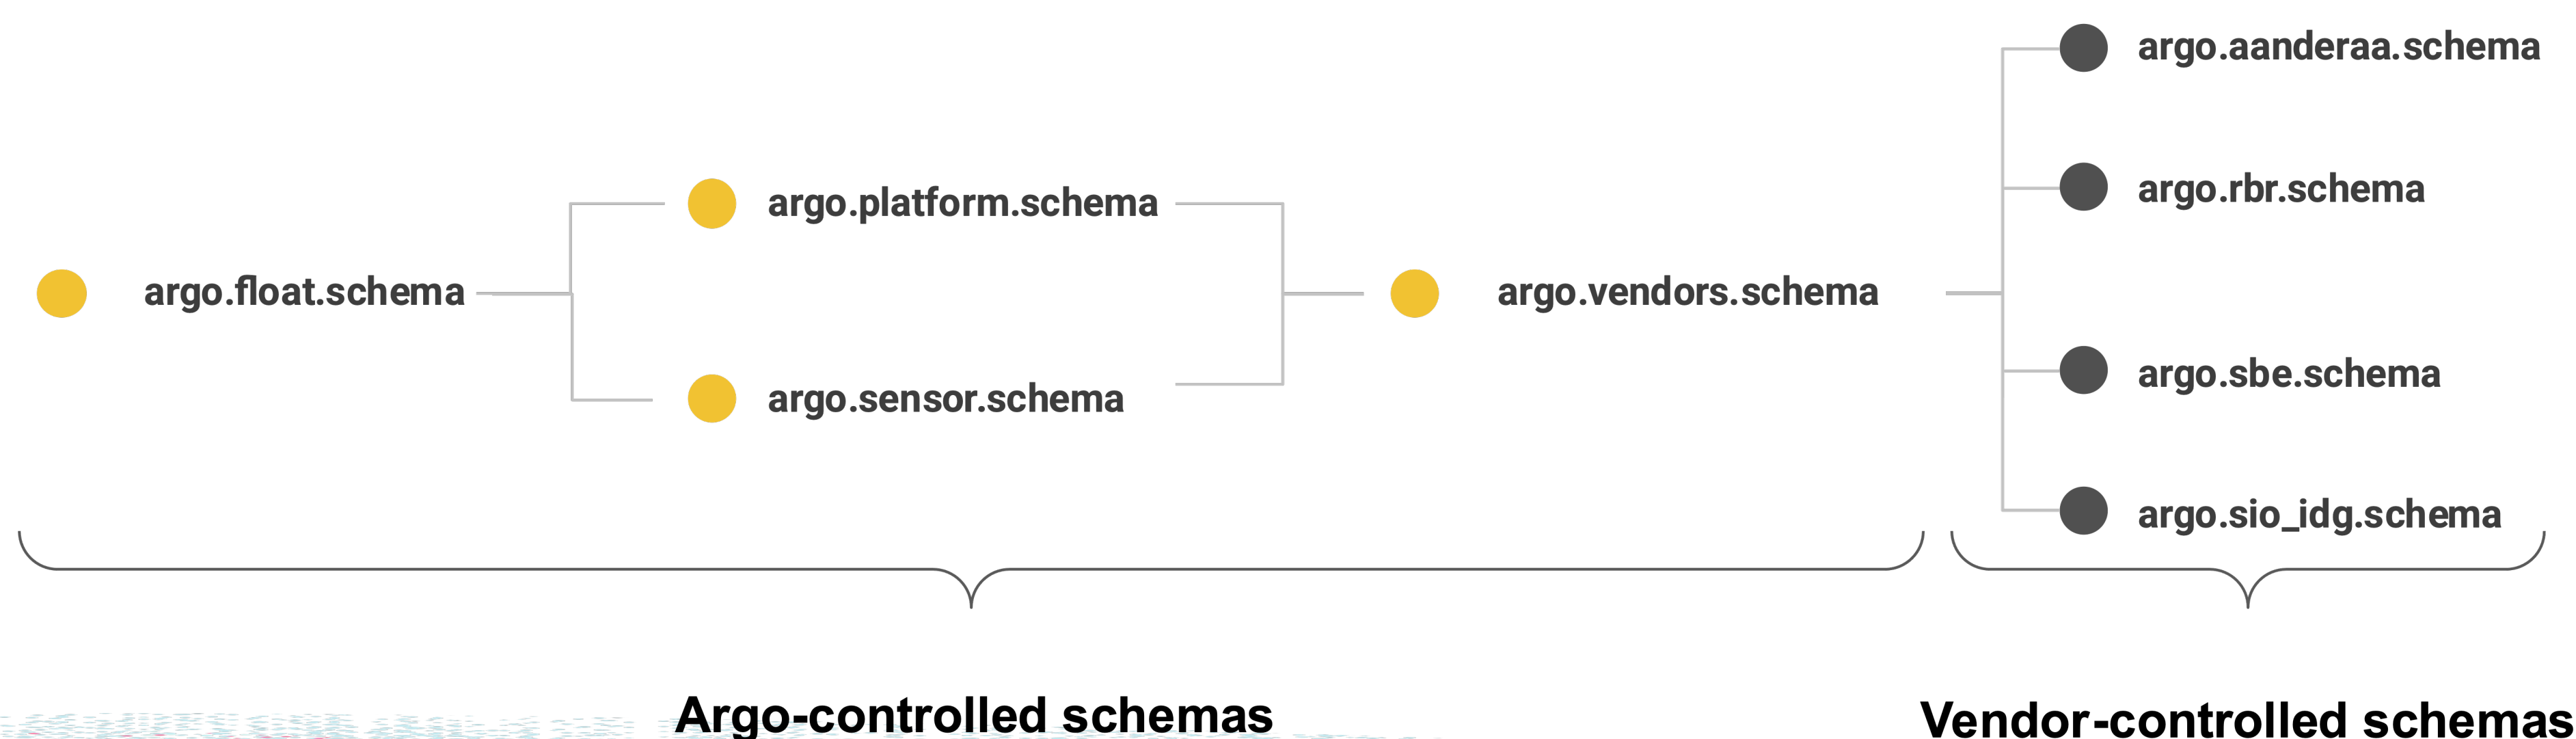 argo.float.schema
argo.platform.schema
argo.sensor.schema
argo.vendors.schema
argo.aanderaa.schema
argo.rbr.schema
argo.sbe.schema
argo.sio_idg.schema
Argo-controlled schemas
Vendor-controlled schemas